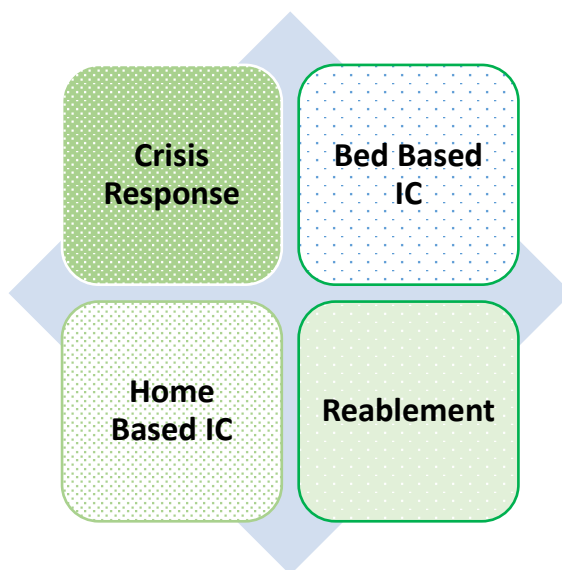 Crisis
Response
Bed Based
IC
Home
Based IC
Reablement